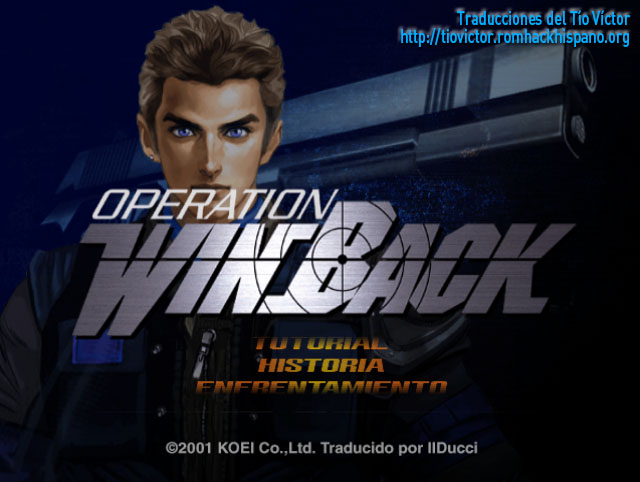 Traducciones del Tío Victor
http://tiovictor.romhackhispano.org
OPERATION
WINBACK
TUTORIAL
HISTORIA
ENFRENTAMIENTO
©2001 KOEI Co.,Ltd. Traducido por IlDucci